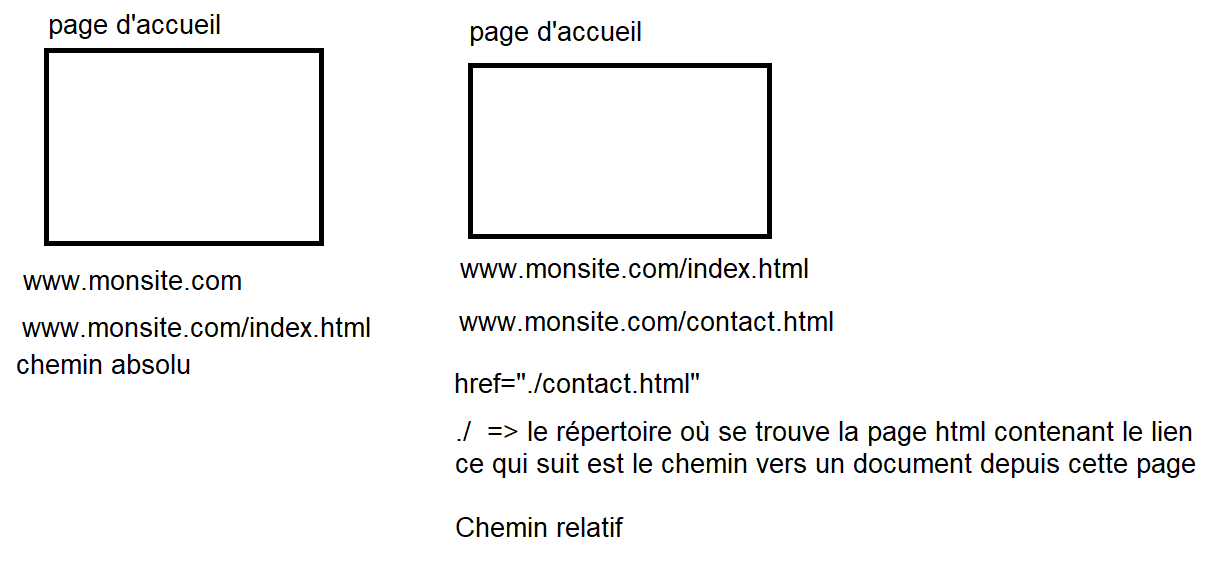 page d'accueil
www.monsite.com
www.monsite.com/index.html
chemin absolu
page d'accueil
www.monsite.com/index.html
www.monsite.com/contact.html
href="./contact.html"
./ => le répertoire où se trouve la page html contenant le lien
ce qui suit est le chemin vers un document depuis cette page
Chemin relatif